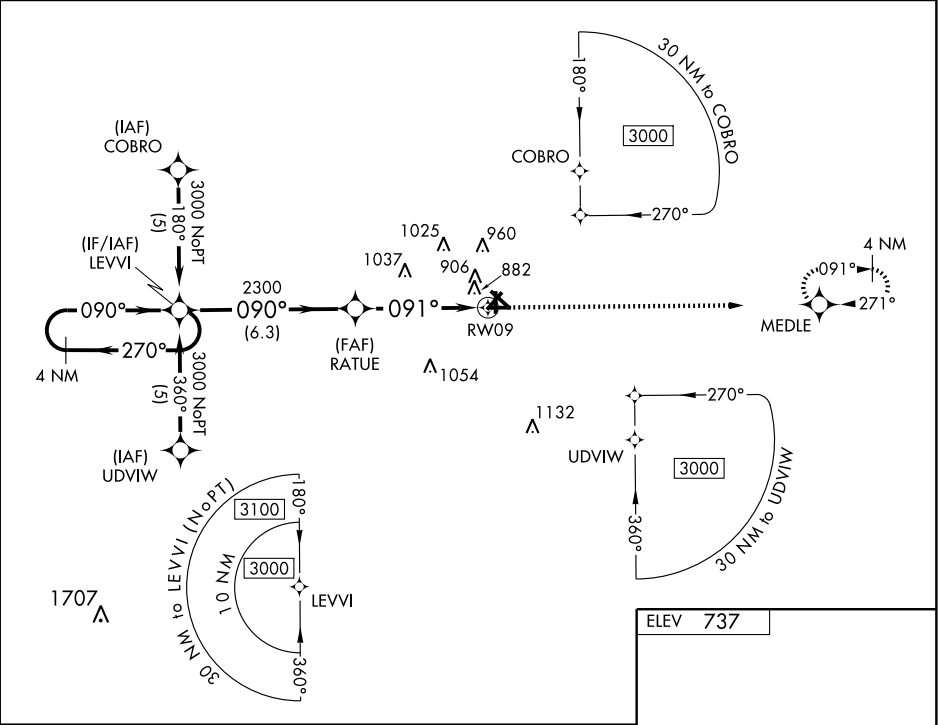 (IAF)
COBRO
3000 NoPT
180°
(5)
(IF/IAF)
LEVVI
090°
270°
4 NM
2300
090°
(6.3)
(FAF)
RATUE
091°
RW09
3000 NoPT
360°
(5)
(IAF)
UDVIW
1025
960
1037
906
882
1054
1132
180°
30 NM to COBRO
3000
COBRO
270°
4 NM
091°
271°
MEDLE
270°
UDVIW
3000
360°
30 NM to UDVIW
30 NM to LEVVI (NoPT)
180°
3100
3000
10 NM
LEVVI
360°
1707
ELEV 737